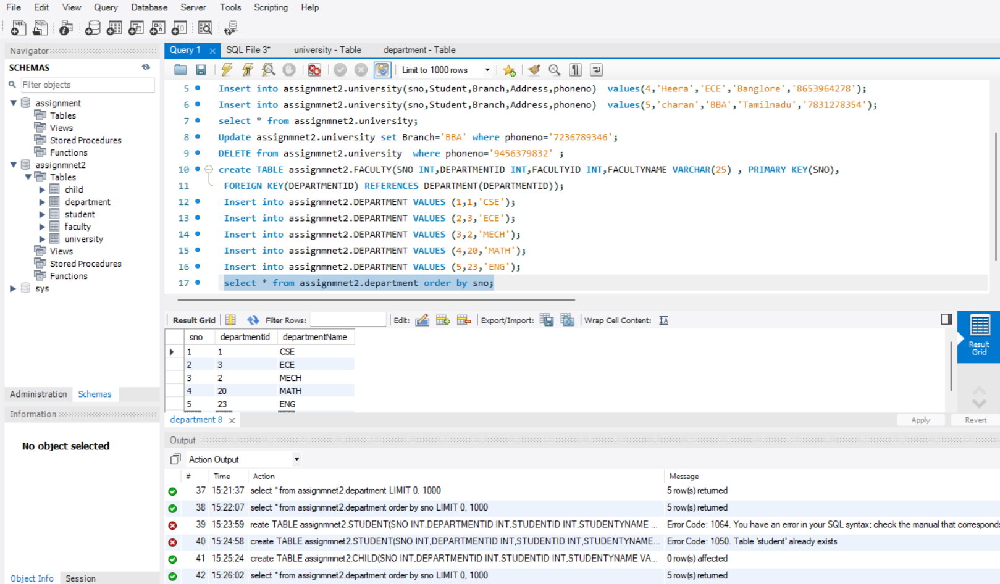 File Edit View Query Database Server Tools Scripting Help
Navigator
SCHEMAS
Filter objects
assignment
Tables
Views
Stored Procedures
Functions
assignmnet2
Tables
child
department
student
faculty
university
Views
Stored Procedures
Functions
sys
Administration Schemas
Information
No object selected
Object Info Session
Query 1 SQL File 3* university - Table department - Table
Limit to 1000 rows
5 Insert into assignmnet2.university(sno,Student,Branch,Address,phoneno) values(4,'Heera','ECE','Banglore','8653964278');
6 Insert into assignmnet2.university(sno,Student,Branch,Address,phoneno) values(5,'charan','BBA','Tamilnadu','7831278354');
7 select * from assignmnet2.university;
8 Update assignmnet2.university set Branch='BBA' where phoneno='7236789346';
9 DELETE from assignmnet2.university where phoneno='9456379832' ;
10 create TABLE assignmnet2.FACULTY(SNO INT,DEPARTMENTID INT,FACULTYID INT,FACULTYNAME VARCHAR(25) , PRIMARY KEY(SNO),
11 FOREIGN KEY(DEPARTMENTID) REFERENCES DEPARTMENT(DEPARTMENTID));
12 Insert into assignmnet2.DEPARTMENT VALUES (1,1,'CSE');
13 Insert into assignmnet2.DEPARTMENT VALUES (2,3,'ECE');
14 Insert into assignmnet2.DEPARTMENT VALUES (3,2,'MECH');
15 Insert into assignmnet2.DEPARTMENT VALUES (4,20,'MATH');
16 Insert into assignmnet2.DEPARTMENT VALUES (5,23,'ENG');
17 select * from assignmnet2.department order by sno;
Result Grid Filter Rows: Edit: Export/Import: Wrap Cell Content:
sno departmentid departmentName
1 1 CSE
2 3 ECE
3 2 MECH
4 20 MATH
5 23 ENG
Result
Grid
department 8 Apply Revert
Output
Action Output
# Time Action Message
37 15:21:37 select * from assignmnet2.department LIMIT 0, 1000 5 row(s) returned
38 15:22:07 select * from assignmnet2.department order by sno LIMIT 0, 1000 5 row(s) returned
39 15:23:59 reate TABLE assignmnet2.STUDENT(SNO INT,DEPARTMENTID INT,STUDENTID INT,STUDENTYNAME ... Error Code: 1064. You have an error in your SQL syntax; check the manual that corresponds
40 15:24:58 create TABLE assignmnet2.STUDENT(SNO INT,DEPARTMENTID INT,STUDENTID INT,STUDENTYNAME... Error Code: 1050. Table 'student' already exists
41 15:25:24 create TABLE assignmnet2.CHILD(SNO INT,DEPARTMENTID INT,STUDENTID INT,STUDENTYNAME VA... 0 row(s) affected
42 15:26:02 select * from assignmnet2.department order by sno LIMIT 0, 1000 5 row(s) returned